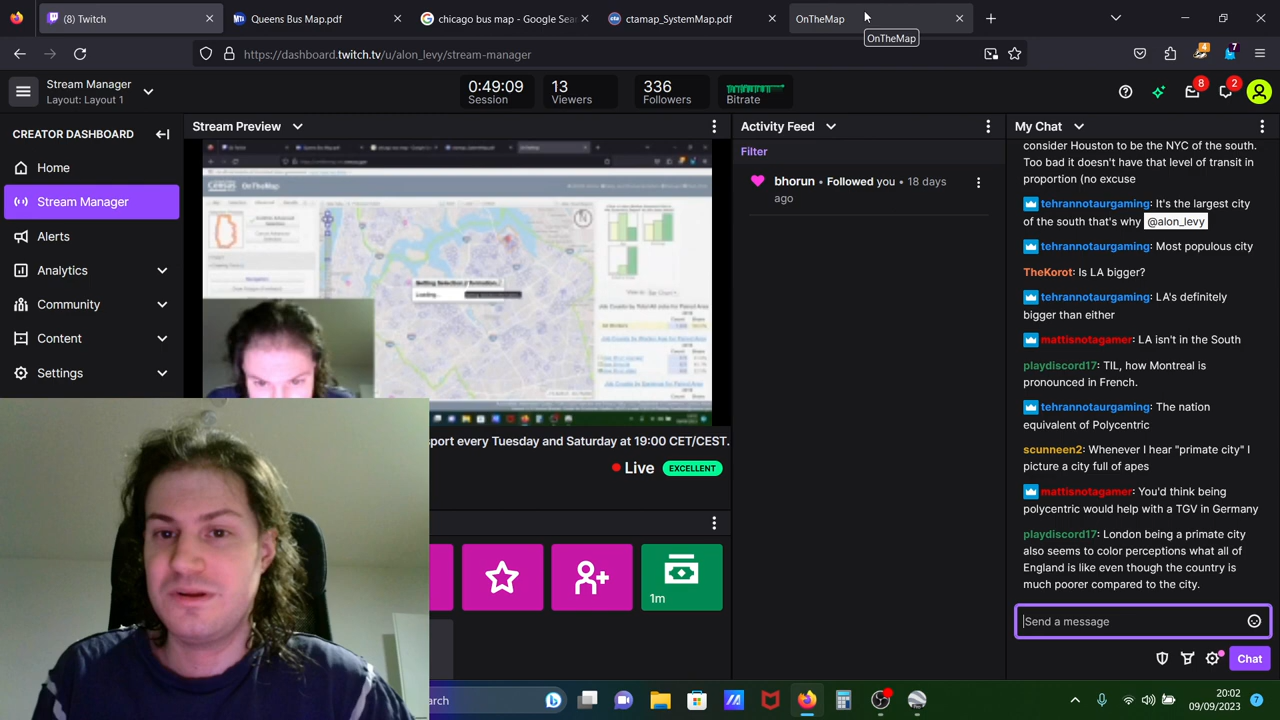 (1) Twitch
Queens Bus Map.pdf
chicago bus map - Google Sea
ctamap_SystemMap.pdf
OnTheMap
OnTheMap
https://dashboard.twitch.tv/u/alon_levy/stream-manager
4
7
Stream Manager
Layout: Layout 1
0:49:09
Session
13
Viewers
336
Followers
Bitrate
8
2
CREATOR DASHBOARD
Home
Stream Manager
Alerts
Analytics
Community
Content
Settings
Stream Preview
Census OnTheMap
Loading...
sport every Tuesday and Saturday at 19:00 CET/CEST.
Live
EXCELLENT
1m
Activity Feed
Filter
bhorun • Followed you • 18 days
ago
My Chat
consider Houston to be the NYC of the south.
Too bad it doesn't have that level of transit in
proportion (no excuse
tehrannotaurgaming: It's the largest city
of the south that's why @alon_levy
tehrannotaurgaming: Most populous city
TheKorot: Is LA bigger?
tehrannotaurgaming: LA's definitely
bigger than either
mattisnotagamer: LA isn't in the South
playdiscord17: TIL, how Montreal is
pronounced in French.
tehrannotaurgaming: The nation
equivalent of Polycentric
scunneen2: Whenever I hear "primate city" I
picture a city full of apes
mattisnotagamer: You'd think being
polycentric would help with a TGV in Germany
playdiscord17: London being a primate city
also seems to color perceptions what all of
England is like even though the country is
much poorer compared to the city.
Send a message
Chat
arch
20:02
09/09/2023
7